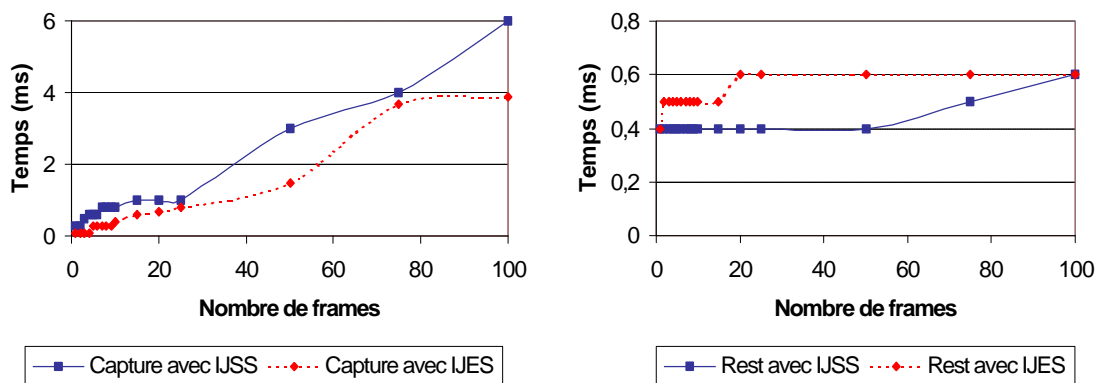 6
4
2
0
Temps (ms)
0 20 40 60 80 100
Nombre de frames
Capture avec IJSS Capture avec IJES
0,8
0,6
0,4
0,2
0
Temps (ms)
0 20 40 60 80 100
Nombre de frames
Rest avec IJSS Rest avec IJES